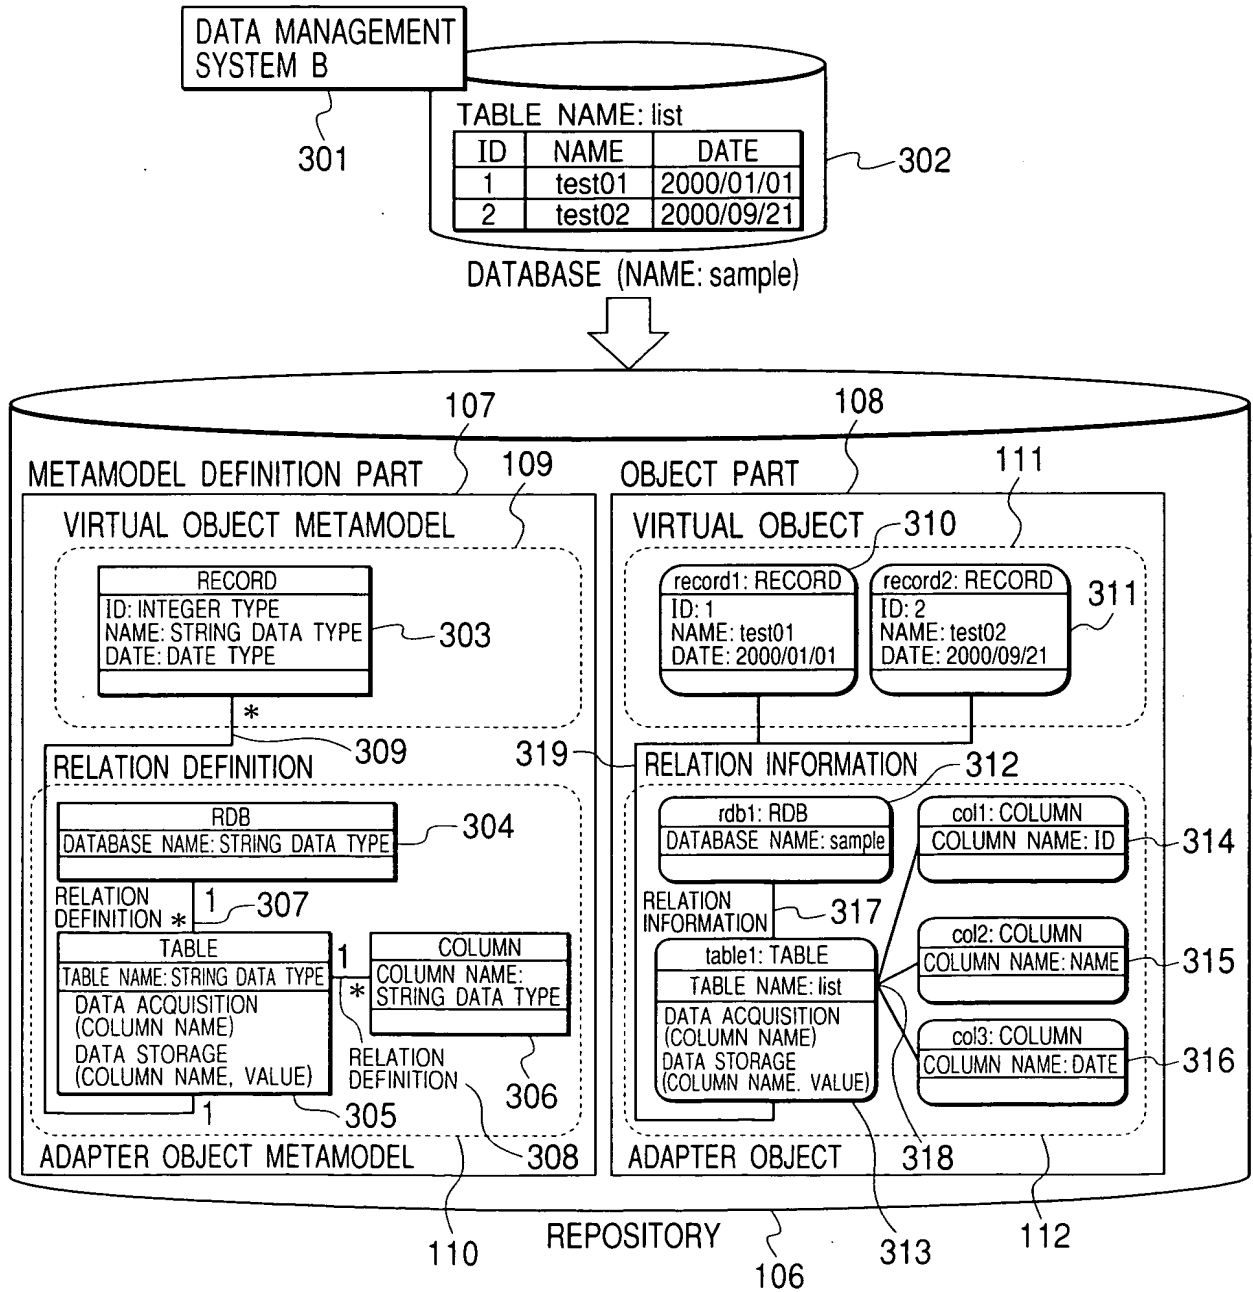 DATA MANAGEMENT
SYSTEM B
301
TABLE NAME: list
ID NAME DATE
1 test01 2000/01/01
2 test02 2000/09/21
302
DATABASE (NAME: sample)
107
108
METAMODEL DEFINITION PART
109
OBJECT PART
111
VIRTUAL OBJECT METAMODEL
VIRTUAL OBJECT
310
RECORD
ID: INTEGER TYPE
NAME: STRING DATA TYPE
DATE: DATE TYPE
303
record1: RECORD
ID: 1
NAME: test01
DATE: 2000/01/01
record2: RECORD
ID: 2
NAME: test02
DATE: 2000/09/21
311
*
309
319
RELATION DEFINITION
RELATION INFORMATION
312
RDB
DATABASE NAME: STRING DATA TYPE
304
rdb1: RDB
DATABASE NAME: sample
col1: COLUMN
COLUMN NAME: ID
314
RELATION
DEFINITION
1
*
307
RELATION
INFORMATION
317
TABLE
TABLE NAME: STRING DATA TYPE
DATA ACQUISITION
(COLUMN NAME)
DATA STORAGE
(COLUMN NAME, VALUE)
1
*
COLUMN
COLUMN NAME:
STRING DATA TYPE
RELATION
DEFINITION
306
1
305
308
table1: TABLE
TABLE NAME: list
DATA ACQUISITION
(COLUMN NAME)
DATA STORAGE
(COLUMN NAME. VALUE)
col2: COLUMN
COLUMN NAME: NAME
315
col3: COLUMN
COLUMN NAME: DATE
316
ADAPTER OBJECT METAMODEL
ADAPTER OBJECT
318
110
REPOSITORY
106
313
112